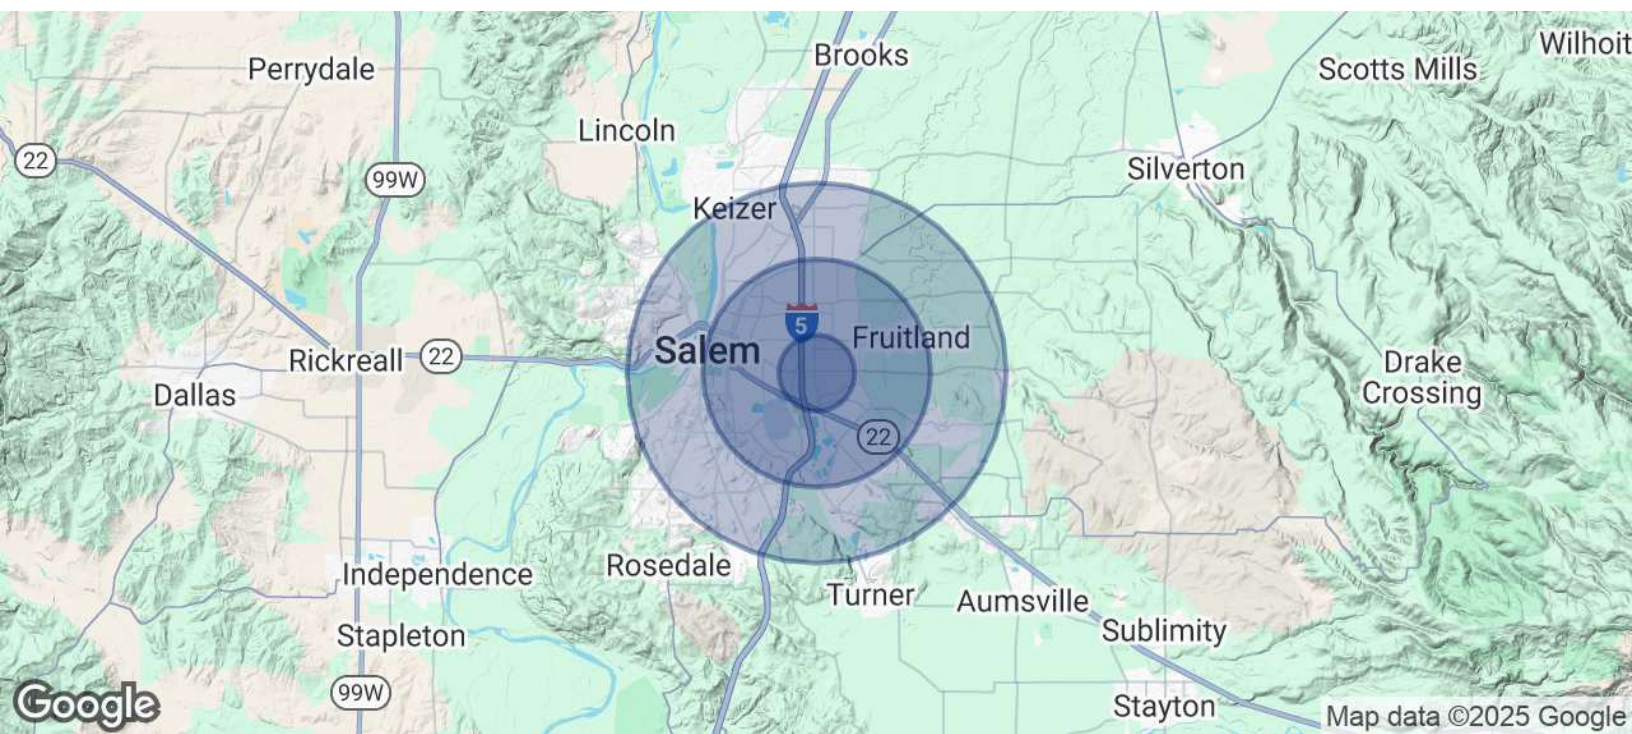 Brooks
Wilhoit
Perrydale
Scotts Mills
Lincoln
22
Silverton
99W
Keizer
5
Fruitland
Salem
Rickreall
22
Drake
Crossing
Dallas
22
Rosedale
Independence
Turner
Aumsville
Stapleton
Sublimity
99W
Google
Stayton
Map data ©2025 Google